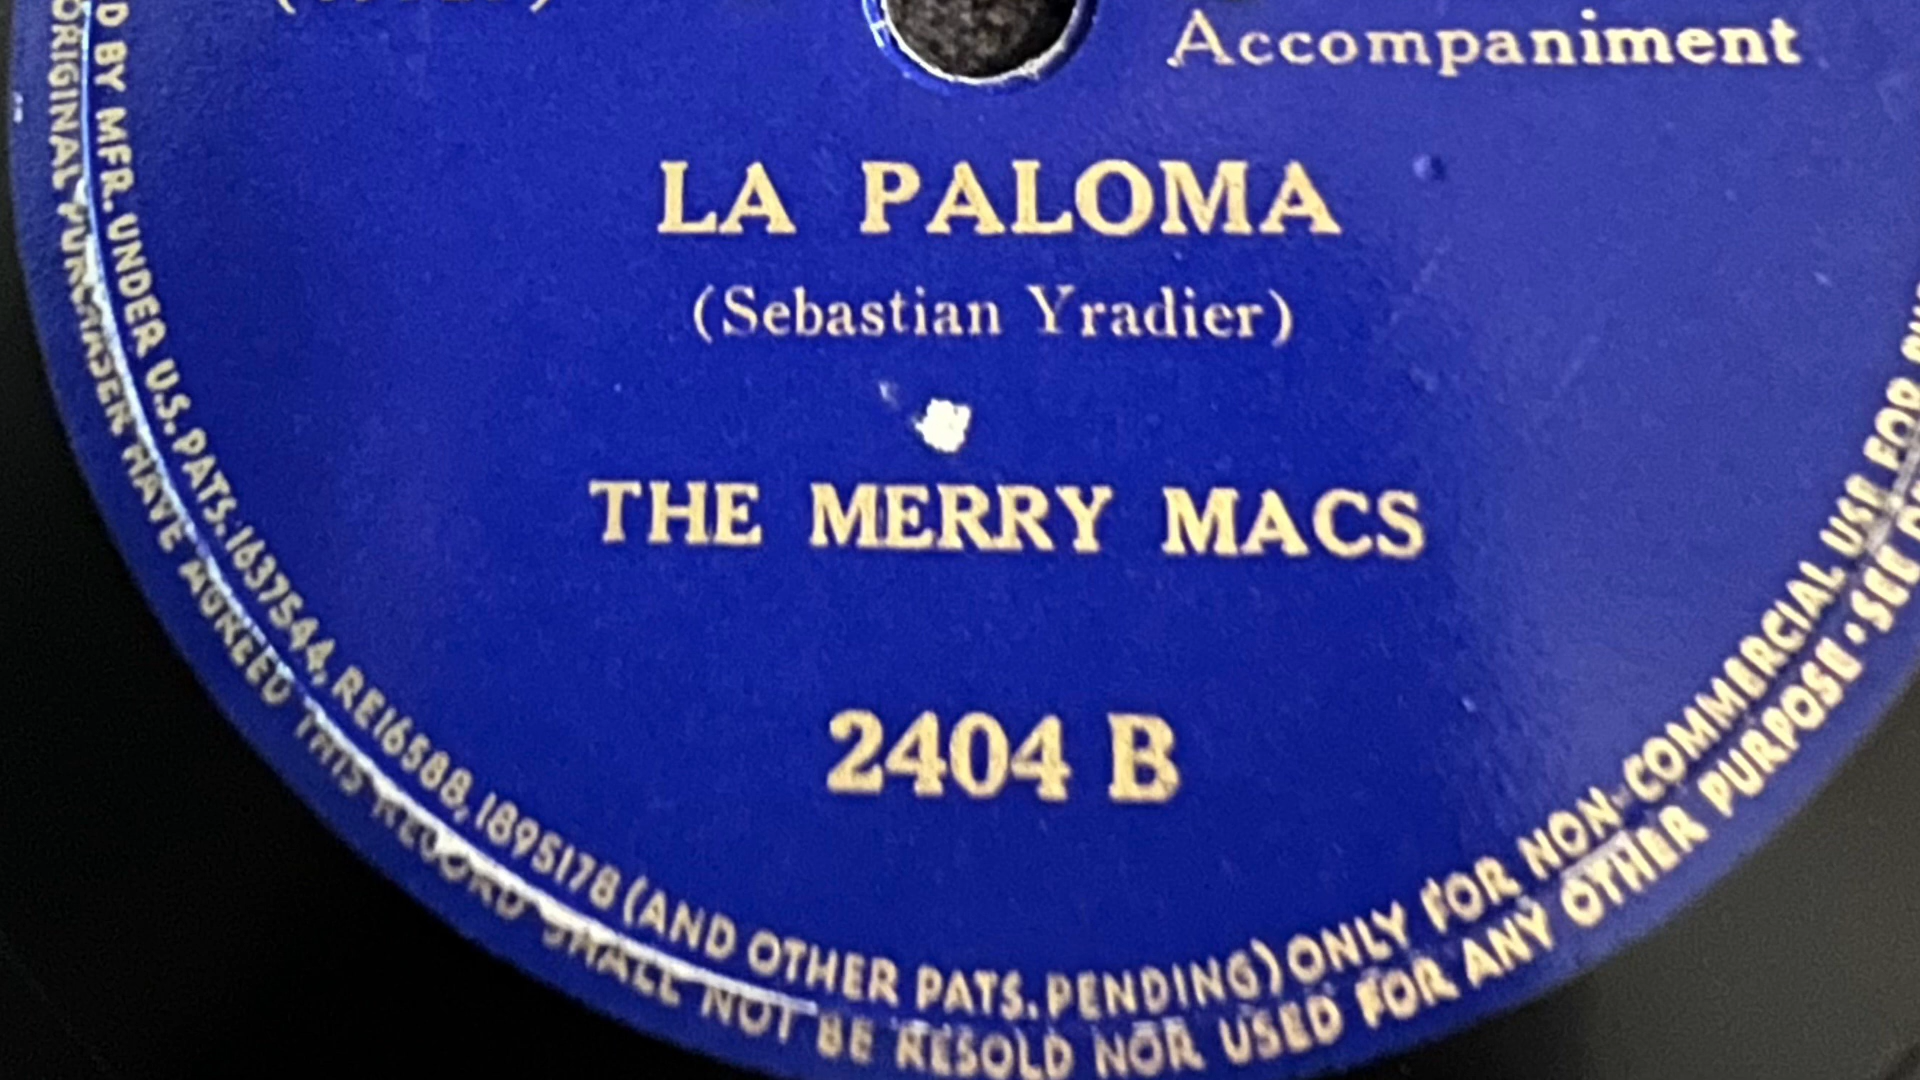 Accompaniment
LA PALOMA
(Sebastian Yradier)
THE MERRY MACS
2404 B
D BY MFR. UNDER U.S. PATS. 1637544, RE16588, 1895178 (AND OTHER PATS. PENDING) ONLY FOR NON-COMMERCIAL USE FOR
ORIGINAL PURCHASER HAVE AGREED THIS RECORD SHALL NOT BE RESOLD NOR USED FOR ANY OTHER PURPOSE • SEE